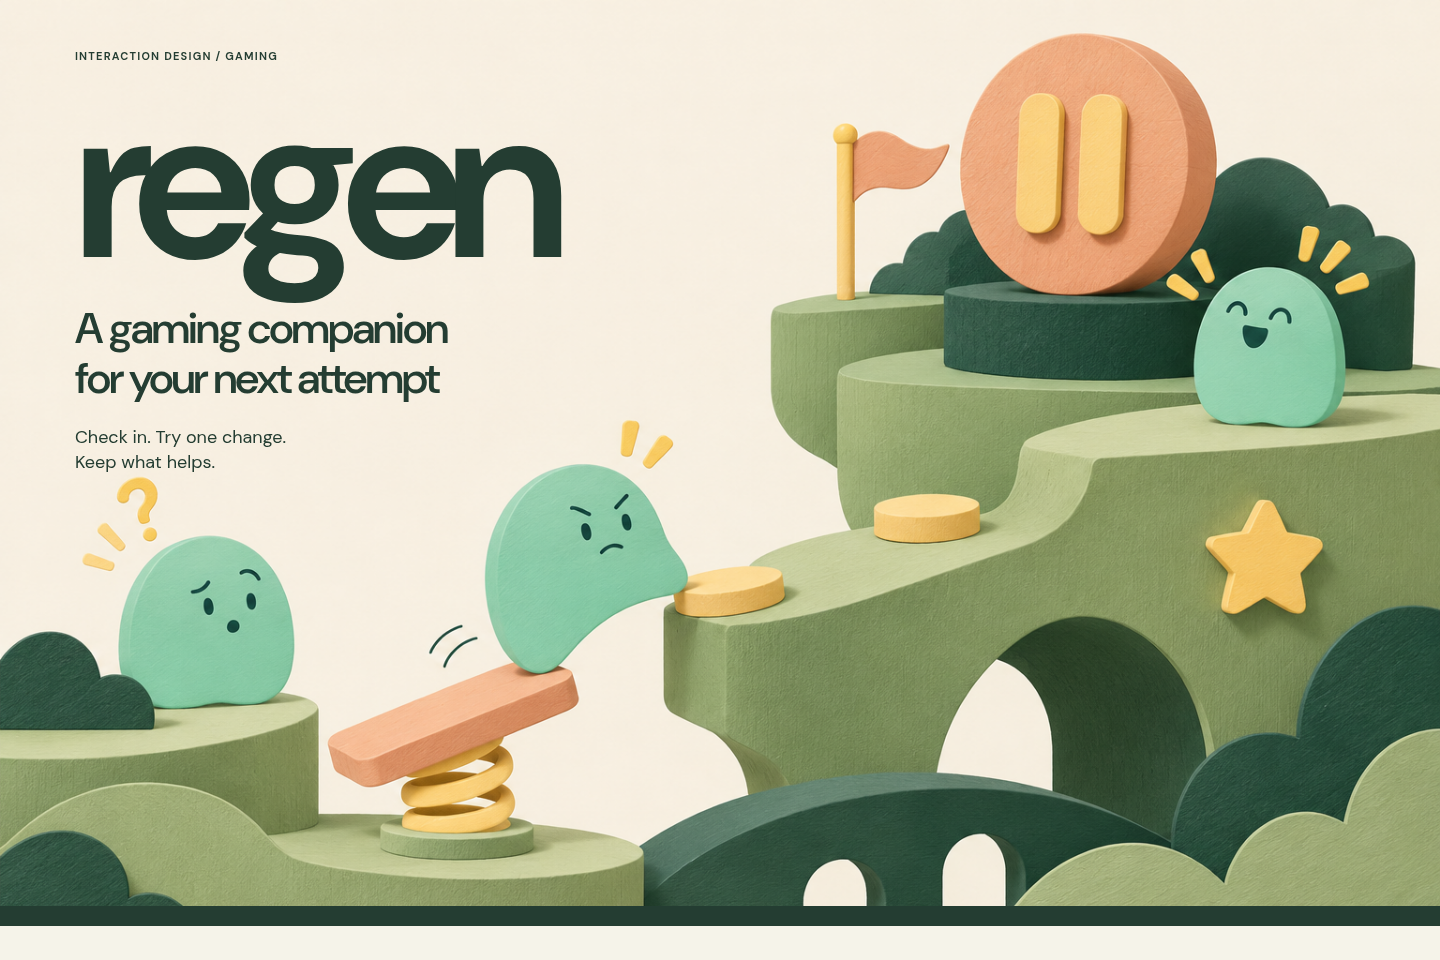 INTERACTION DESIGN / GAMING
regen
A gaming companion
for your next attempt
Check in. Try one change.
Keep what helps.
?